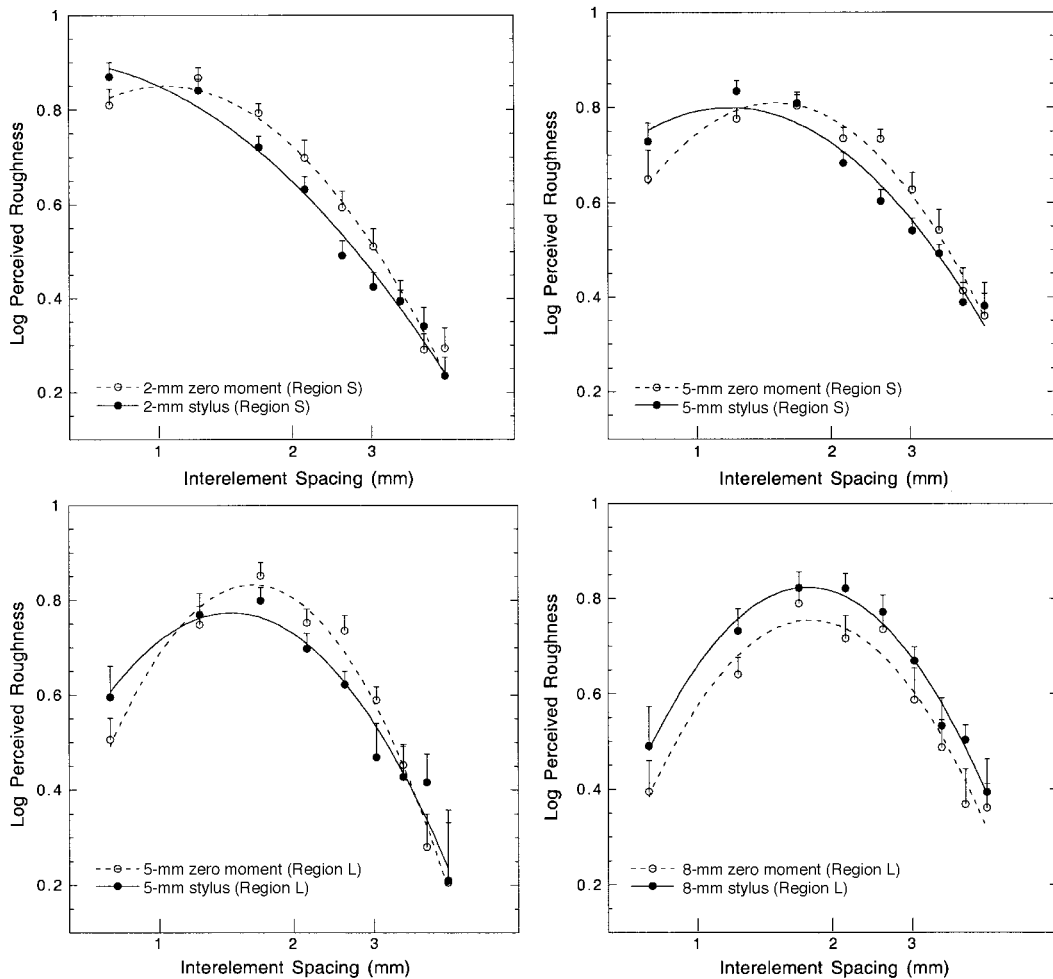 1
0.8
0.6
0.4
0.2
Log Perceived Roughness
2-mm zero moment (Region S)
2-mm stylus (Region S)
1 2 3
Interelement Spacing (mm)
1
0.8
0.6
0.4
0.2
Log Perceived Roughness
5-mm zero moment (Region S)
5-mm stylus (Region S)
1 2 3
Interelement Spacing (mm)
1
0.8
0.6
0.4
0.2
Log Perceived Roughness
5-mm zero moment (Region L)
5-mm stylus (Region L)
1 2 3
Interelement Spacing (mm)
1
0.8
0.6
0.4
0.2
Log Perceived Roughness
8-mm zero moment (Region L)
8-mm stylus (Region L)
1 2 3
Interelement Spacing (mm)